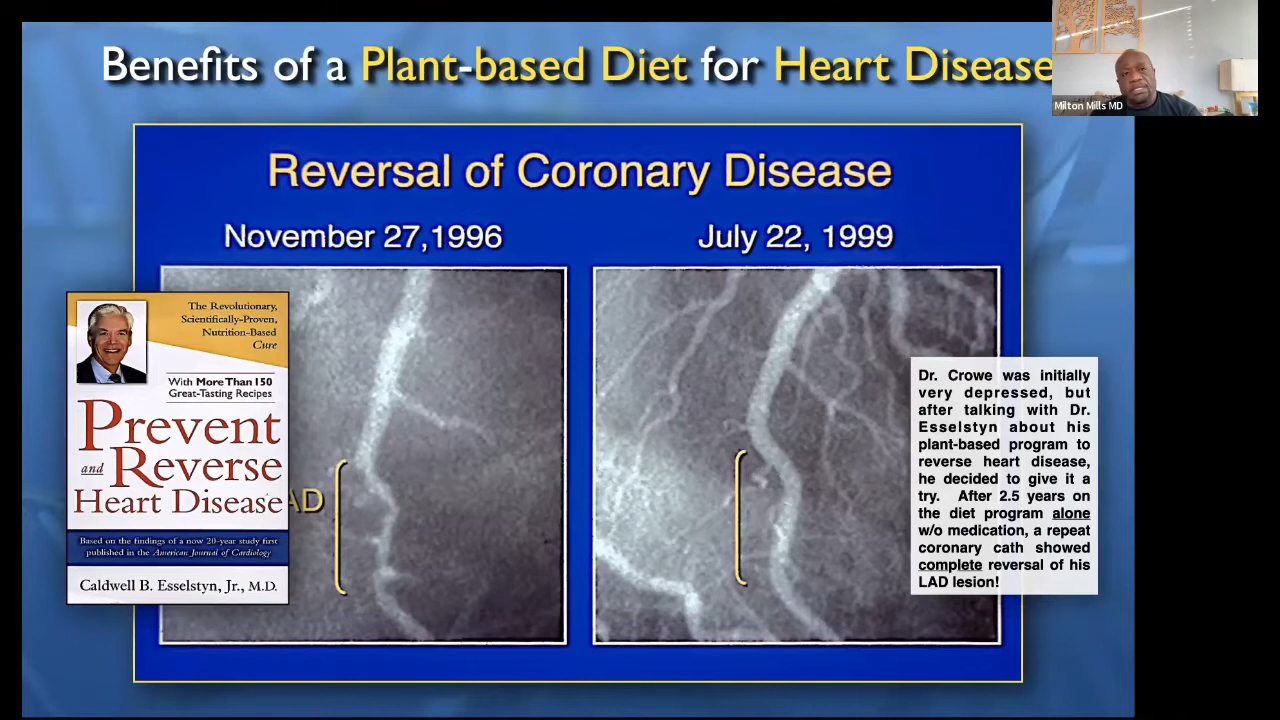 Benefits of a Plant-based Diet for Heart Disease
Milton Mills MD
Reversal of Coronary Disease
November 27,1996
July 22, 1999
The Revolutionary,
Scientifically-Proven,
Nutrition-Based
Cure
With More Than 150
Great-Tasting Recipes
Prevent
and Reverse
Heart Disease
Based on the findings of a now 20-year study first
published in the American Journal of Cardiology
Caldwell B. Esselstyn, Jr., M.D.
AD
Dr. Crowe was initially
very depressed, but
after talking with Dr.
Esselstyn about his
plant-based program to
reverse heart disease,
he decided to give it a
try. After 2.5 years on
the diet program alone
w/o medication, a repeat
coronary cath showed
complete reversal of his
LAD lesion!